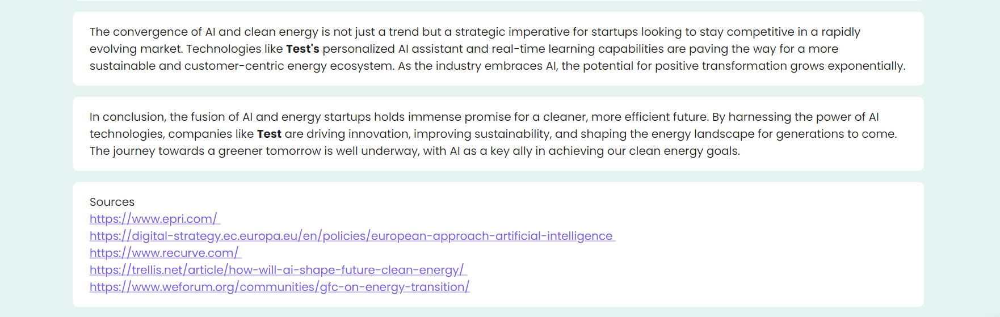 The convergence of AI and clean energy is not just a trend but a strategic imperative for startups looking to stay competitive in a rapidly
evolving market. Technologies like Test's personalized AI assistant and real-time learning capabilities are paving the way for a more
sustainable and customer-centric energy ecosystem. As the industry embraces AI, the potential for positive transformation grows exponentially.
In conclusion, the fusion of AI and energy startups holds immense promise for a cleaner, more efficient future. By harnessing the power of AI
technologies, companies like Test are driving innovation, improving sustainability, and shaping the energy landscape for generations to come.
The journey towards a greener tomorrow is well underway, with AI as a key ally in achieving our clean energy goals.
Sources
https://www.epri.com/
https://digital-strategy.ec.europa.eu/en/policies/european-approach-artificial-intelligence
https://www.recurve.com/
https://trellis.net/article/how-will-ai-shape-future-clean-energy/
https://www.weforum.org/communities/gfc-on-energy-transition/